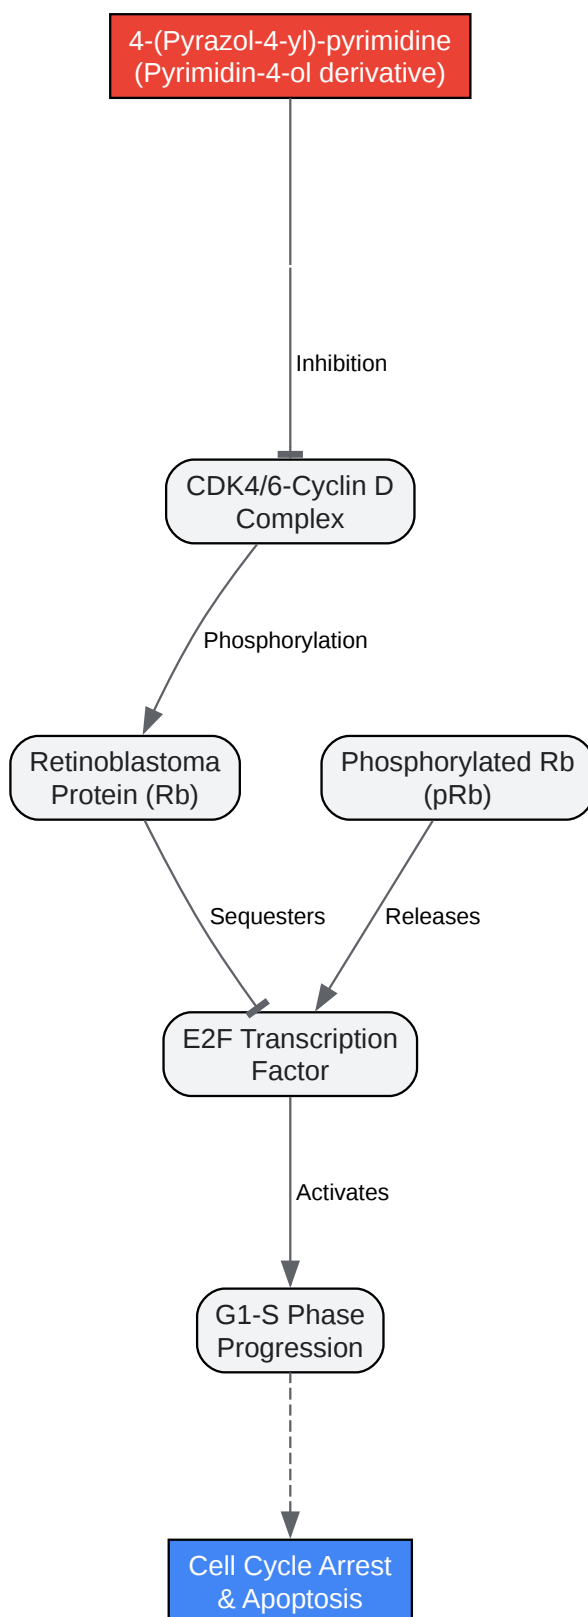 4-(Pyrazol-4-yl)-pyrimidine
(Pyrimidin-4-ol derivative)
Inhibition
CDK4/6-Cyclin D
Complex
Phosphorylation
Retinoblastoma
Protein (Rb)
Phosphorylated Rb
(pRb)
Sequesters
Releases
E2F Transcription
Factor
Activates
G1-S Phase
Progression
Cell Cycle Arrest
& Apoptosis